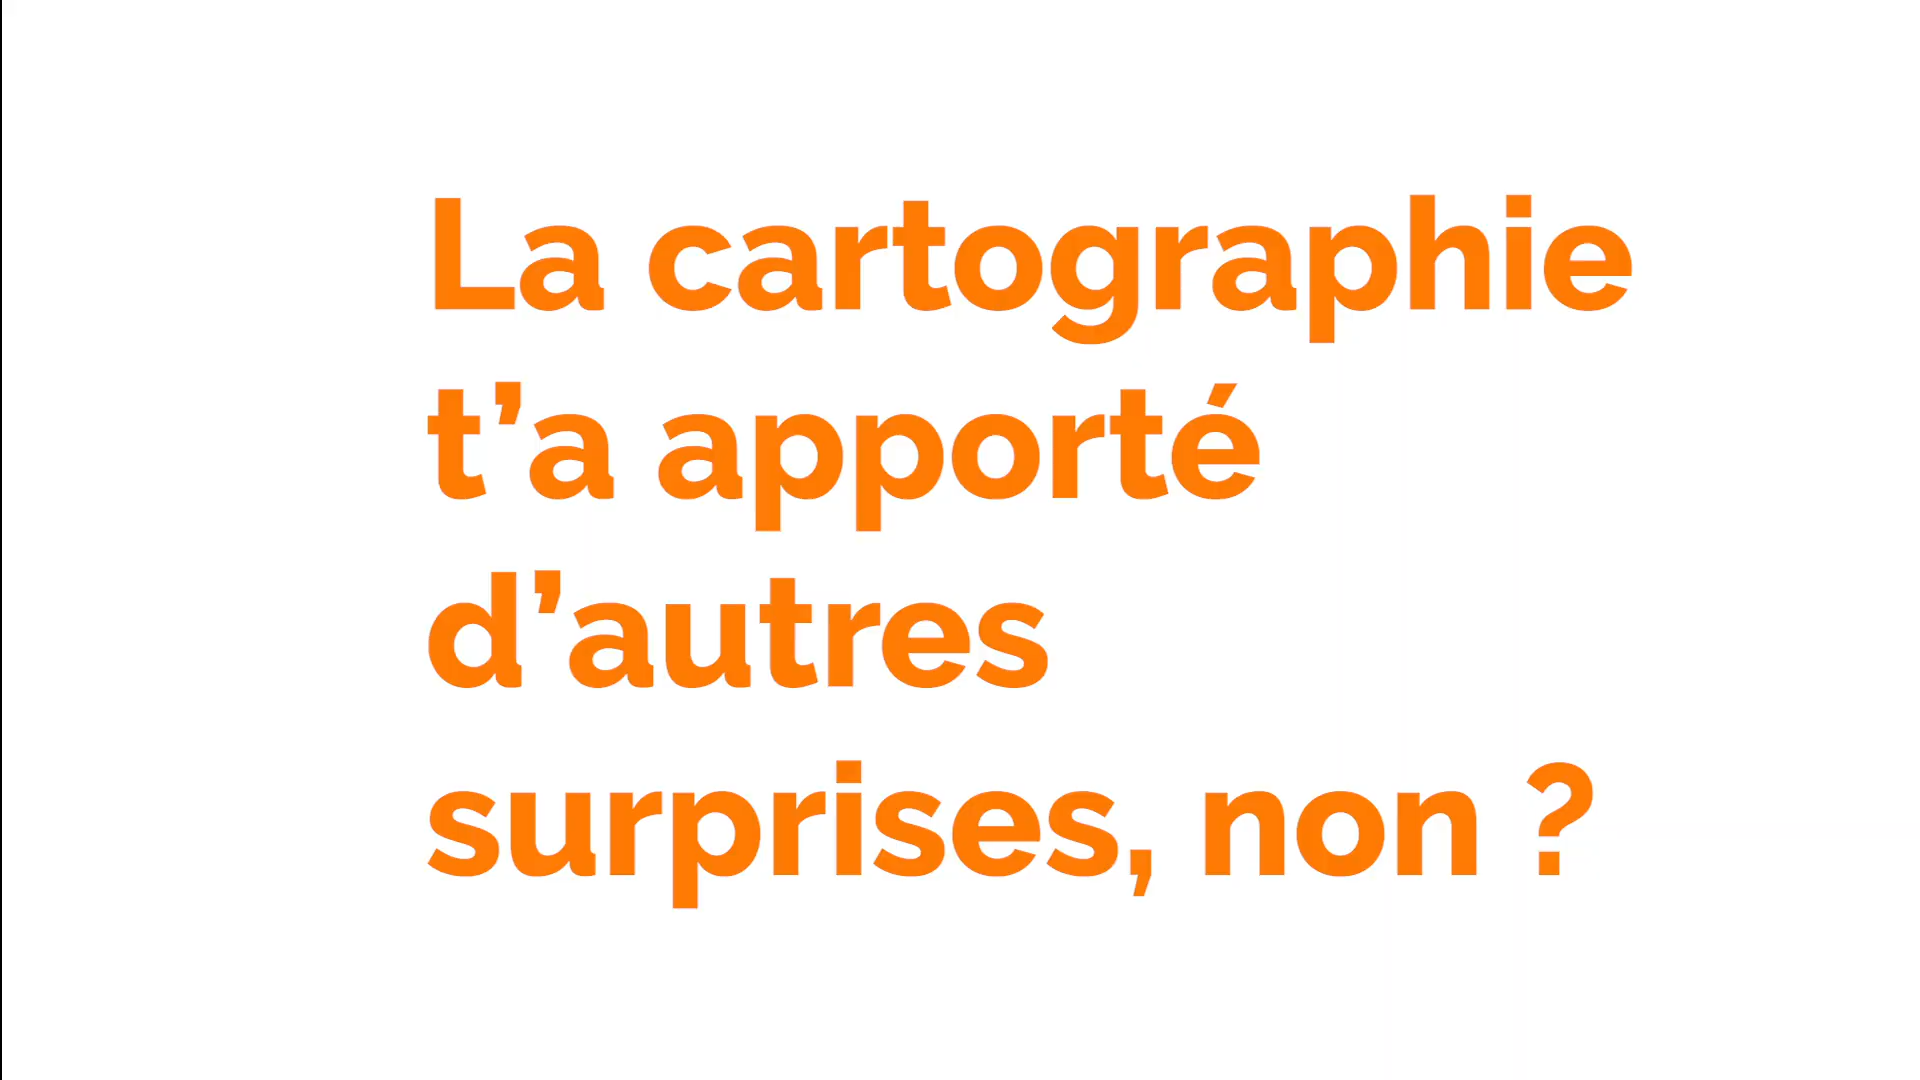 La cartographie
t’a apporté
d’autres
surprises, non ?